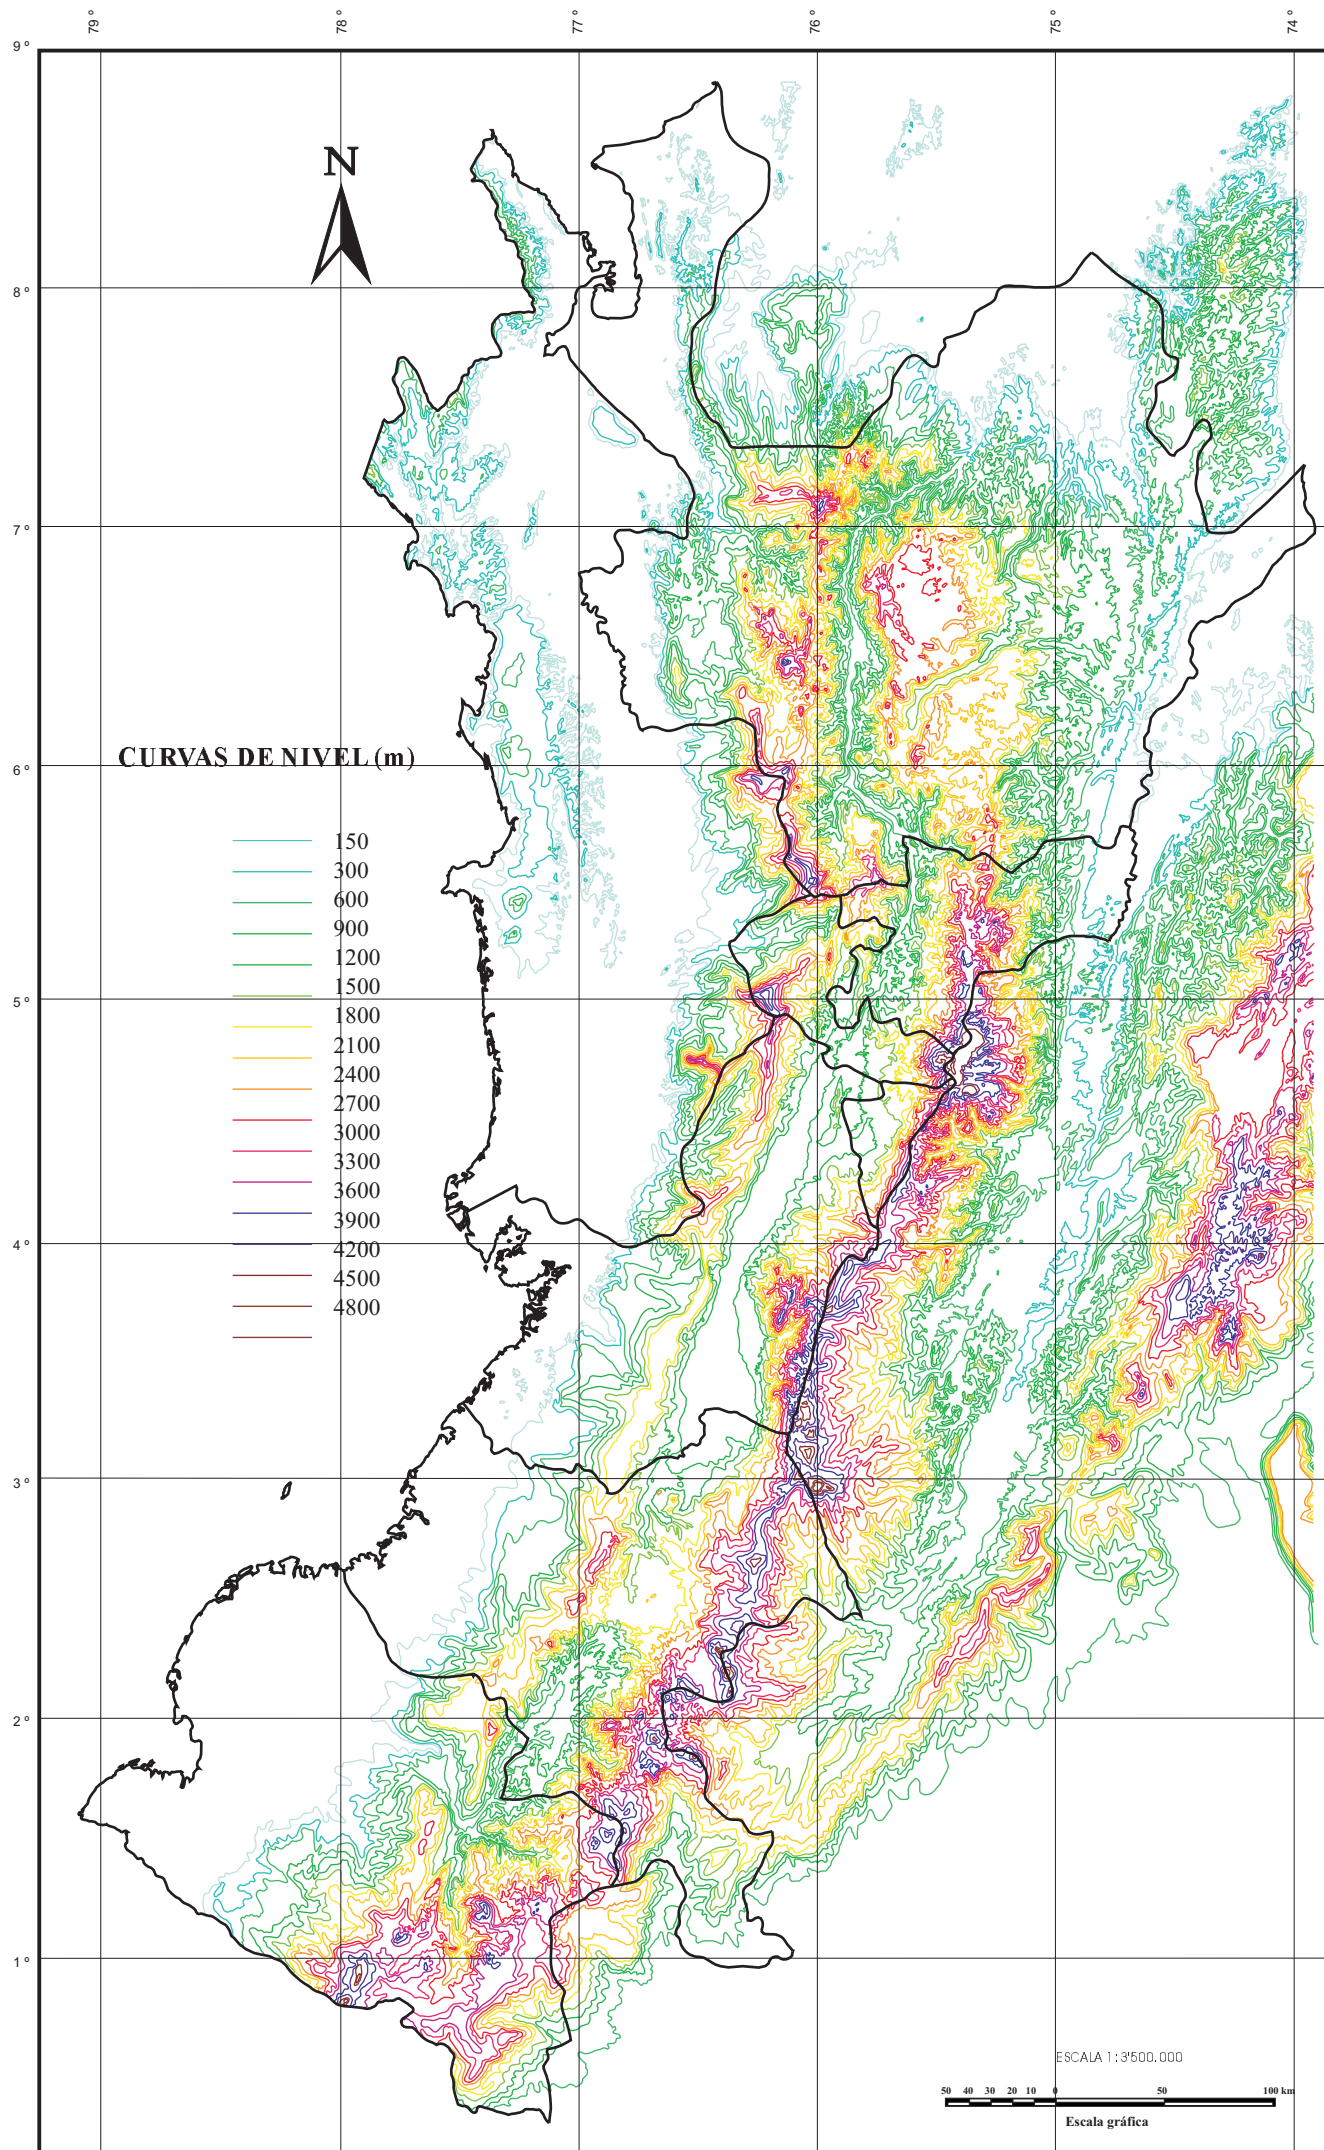 79 º 78 º 77 º 76 º 75 º 74 º
9 º
N
8 º
7 º
CURVAS DE NIVEL (m)
6 º
150
300
600
900
1200
1500
1800
2100
2400
2700
3000
3300
3600
3900
4200
4500
4800
5 º
4 º
3 º
2 º
1 º
ESCALA 1:3'500.000
50 40 30 20 10 0 50 100 km
Escala gráfica